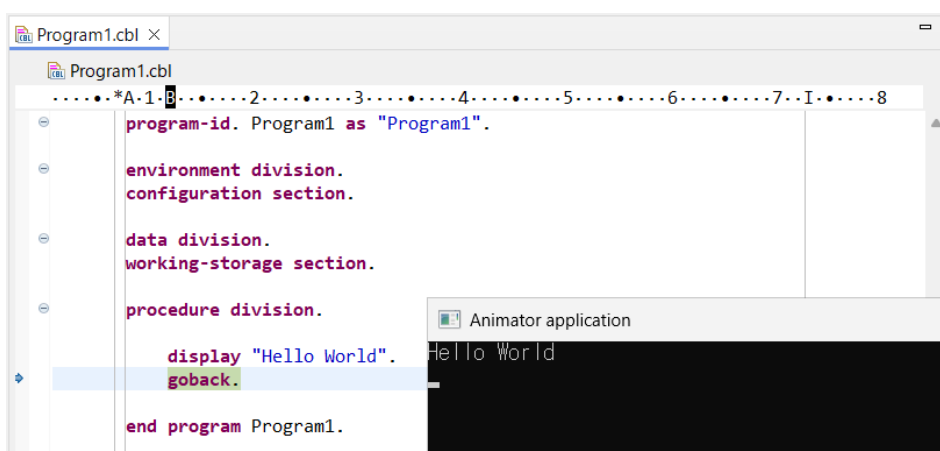 Program1.cbl
Program1.cbl
·····•·*A·1·B··•····2····•····3····•····4····•····5····•····6····•····7··I·•····8
program-id. Program1 as "Program1".
environment division.
configuration section.
data division.
working-storage section.
procedure division.
display "Hello World".
goback.
end program Program1.
Animator application
Hello World